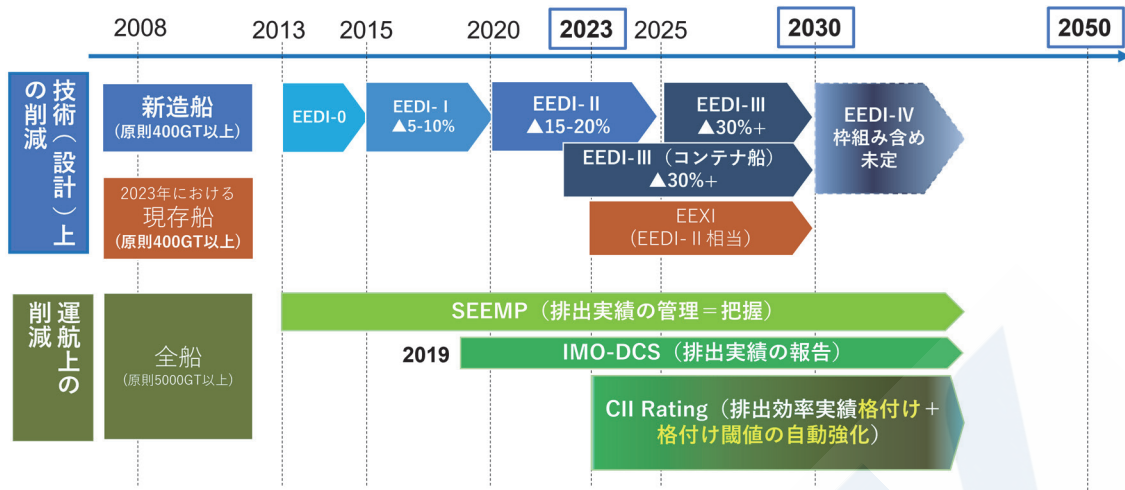 2008
2013
2015
2020
2023
2025
2030
2050
技術（設計）上
の削減
新造船
(原則400GT以上)
EEDI-0
EEDI-Ⅰ
▲5-10%
EEDI-Ⅱ
▲15-20%
EEDI-Ⅲ
▲30%+
EEDI-Ⅳ
枠組み含め
未定
EEDI-Ⅲ（コンテナ船）
▲30%+
2023年における
現存船
(原則400GT以上)
EEXI
(EEDI-Ⅱ相当)
運航上の
削減
全船
(原則5000GT以上)
SEEMP（排出実績の管理＝把握）
2019
IMO-DCS（排出実績の報告）
CII Rating（排出効率実績格付け＋
格付け閾値の自動強化）